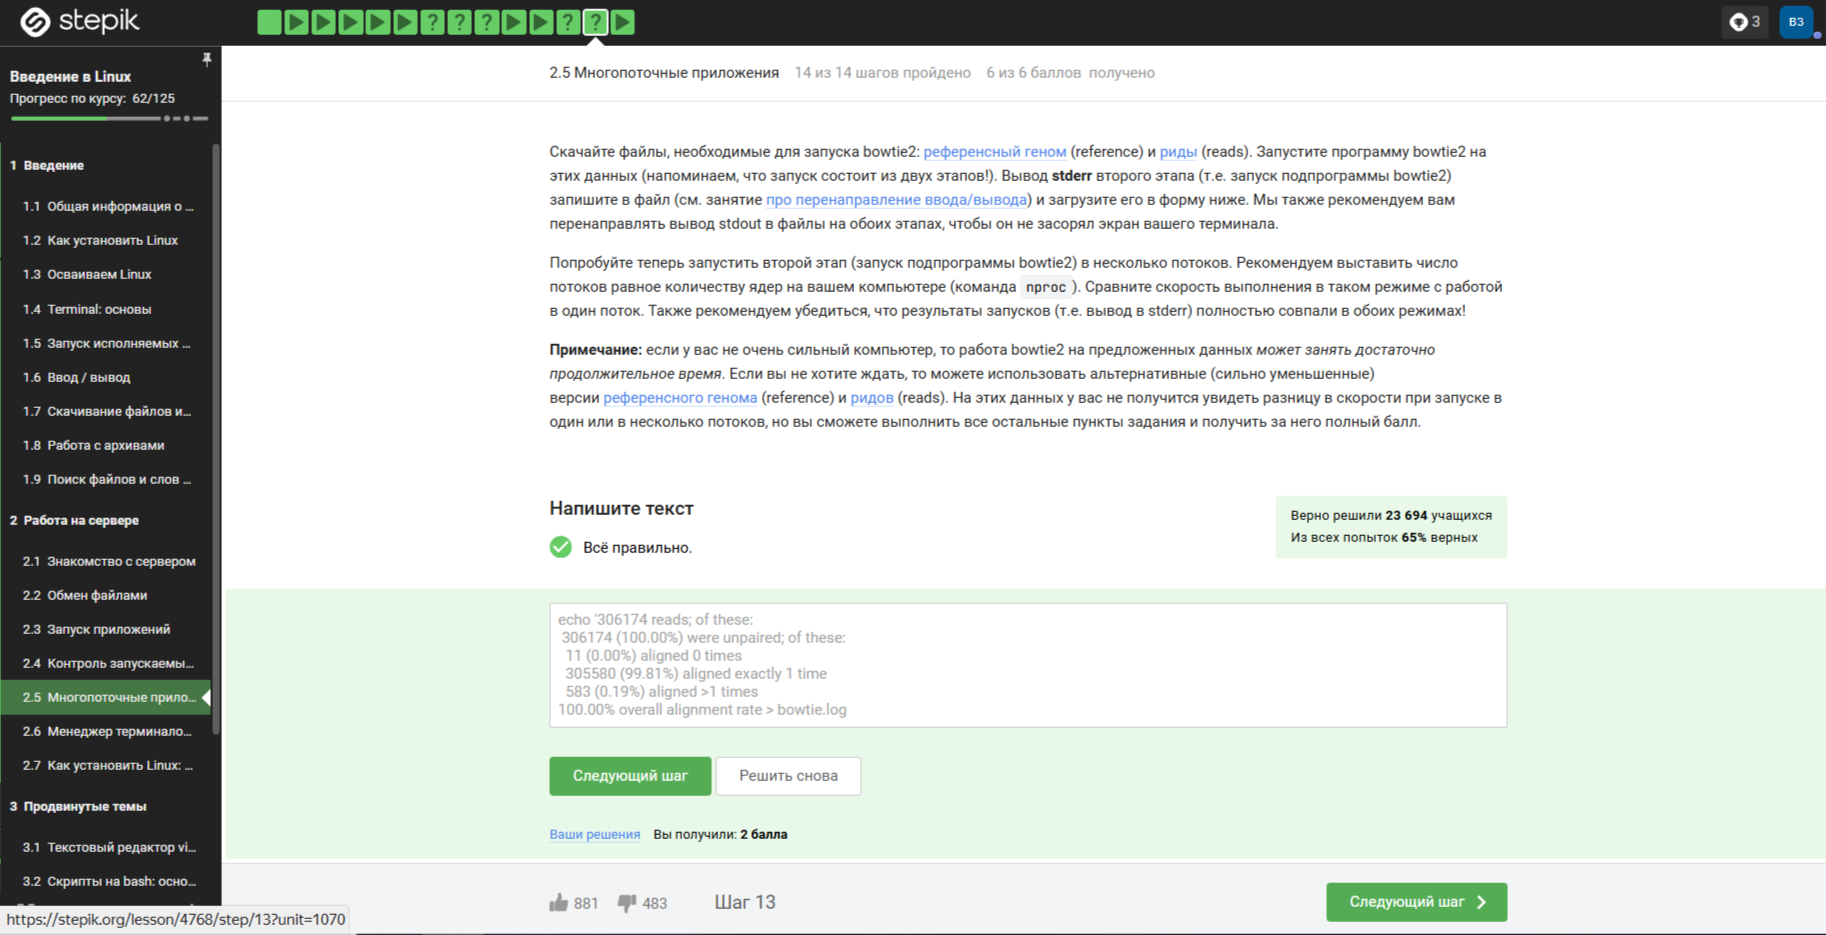 stepik
? ? ? ? ?
3
ВЗ
Введение в Linux
Прогресс по курсу: 62/125
1 Введение
1.1 Общая информация о ...
1.2 Как установить Linux
1.3 Осваиваем Linux
1.4 Terminal: основы
1.5 Запуск исполняемых ...
1.6 Ввод / вывод
1.7 Скачивание файлов и...
1.8 Работа с архивами
1.9 Поиск файлов и слов ...
2 Работа на сервере
2.1 Знакомство с сервером
2.2 Обмен файлами
2.3 Запуск приложений
2.4 Контроль запускаемы...
2.5 Многопоточные прило...
2.6 Менеджер терминало...
2.7 Как установить Linux: ...
3 Продвинутые темы
3.1 Текстовый редактор vi...
3.2 Скрипты на bash: осно...
https://stepik.org/lesson/4768/step/13?unit=1070
2.5 Многопоточные приложения 14 из 14 шагов пройдено 6 из 6 баллов получено
Скачайте файлы, необходимые для запуска bowtie2: референсный геном (reference) и риды (reads). Запустите программу bowtie2 на
этих данных (напоминаем, что запуск состоит из двух этапов!). Вывод stderr второго этапа (т.е. запуск подпрограммы bowtie2)
запишите в файл (см. занятие про перенаправление ввода/вывода) и загрузите его в форму ниже. Мы также рекомендуем вам
перенаправлять вывод stdout в файлы на обоих этапах, чтобы он не засорял экран вашего терминала.
Попробуйте теперь запустить второй этап (запуск подпрограммы bowtie2) в несколько потоков. Рекомендуем выставить число
потоков равное количеству ядер на вашем компьютере (команда nproc ). Сравните скорость выполнения в таком режиме с работой
в один поток. Также рекомендуем убедиться, что результаты запусков (т.е. вывод в stderr) полностью совпали в обоих режимах!
Примечание: если у вас не очень сильный компьютер, то работа bowtie2 на предложенных данных может занять достаточно
продолжительное время. Если вы не хотите ждать, то можете использовать альтернативные (сильно уменьшенные)
версии референсного генома (reference) и ридов (reads). На этих данных у вас не получится увидеть разницу в скорости при запуске в
один или в несколько потоков, но вы сможете выполнить все остальные пункты задания и получить за него полный балл.
Напишите текст
Всё правильно.
Верно решили 23 694 учащихся
Из всех попыток 65% верных
echo '306174 reads; of these:
306174 (100.00%) were unpaired; of these:
11 (0.00%) aligned 0 times
305580 (99.81%) aligned exactly 1 time
583 (0.19%) aligned >1 times
100.00% overall alignment rate > bowtie.log
Следующий шаг
Решить снова
Ваши решения Вы получили: 2 балла
881 483 Шаг 13
Следующий шаг